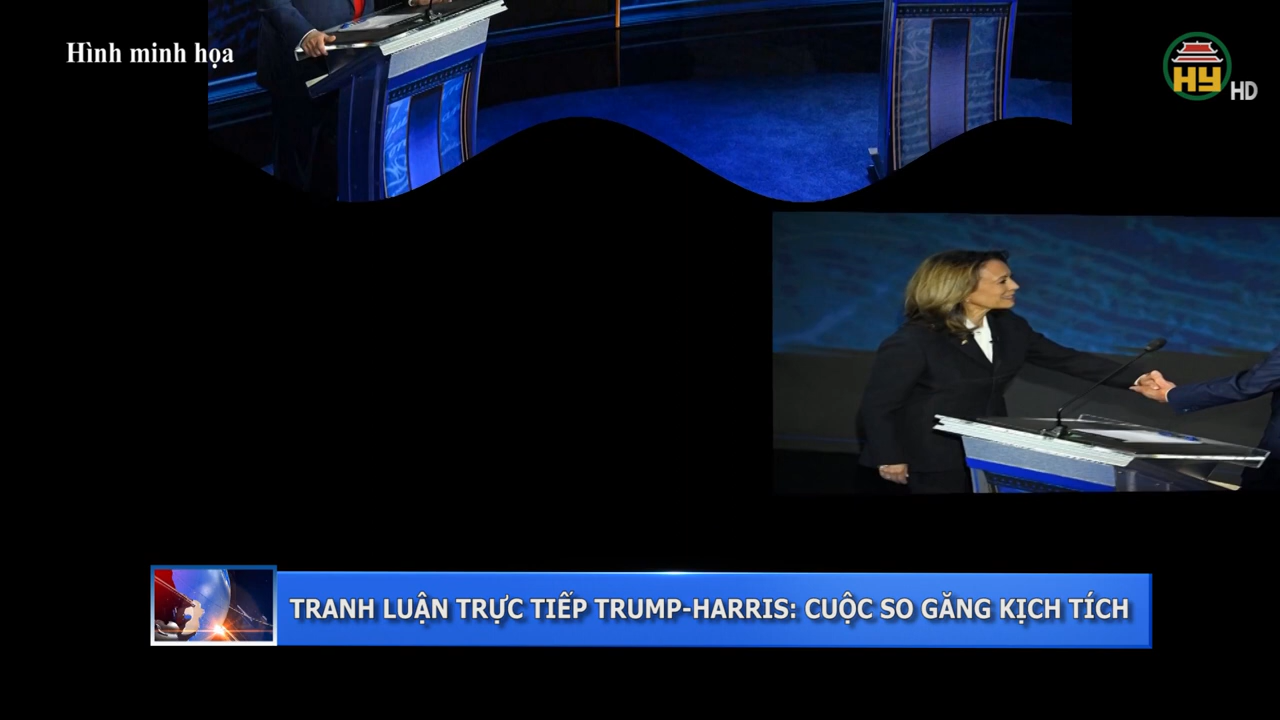 Hình minh họa
HY
HD
TRANH LUẬN TRỰC TIẾP TRUMP-HARRIS: CUỘC SO GĂNG KỊCH TÍCH